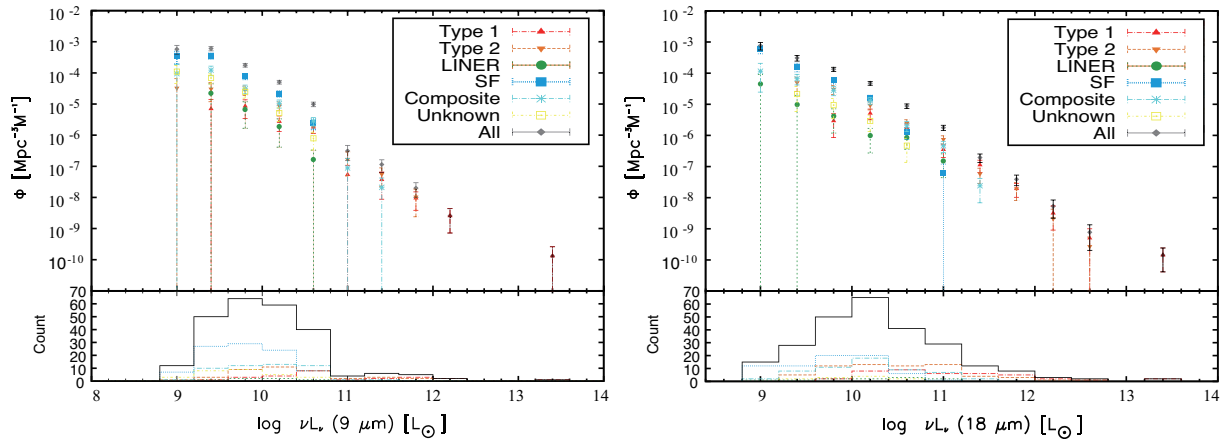 10⁻²
10⁻³
10⁻⁴
10⁻⁵
10⁻⁶
10⁻⁷
10⁻⁸
10⁻⁹
10⁻¹⁰
Φ [Mpc⁻³M⁻¹]
Type 1
Type 2
LINER
SF
Composite
Unknown
All
70
60
50
40
30
20
10
0
Count
8 9 10 11 12 13 14
log νLᵥ (9 μm) [L⊙]
10⁻²
10⁻³
10⁻⁴
10⁻⁵
10⁻⁶
10⁻⁷
10⁻⁸
10⁻⁹
10⁻¹⁰
Φ [Mpc⁻³M⁻¹]
Type 1
Type 2
LINER
SF
Composite
Unknown
All
70
60
50
40
30
20
10
0
Count
9 10 11 12 13 14
log νLᵥ (18 μm) [L⊙]